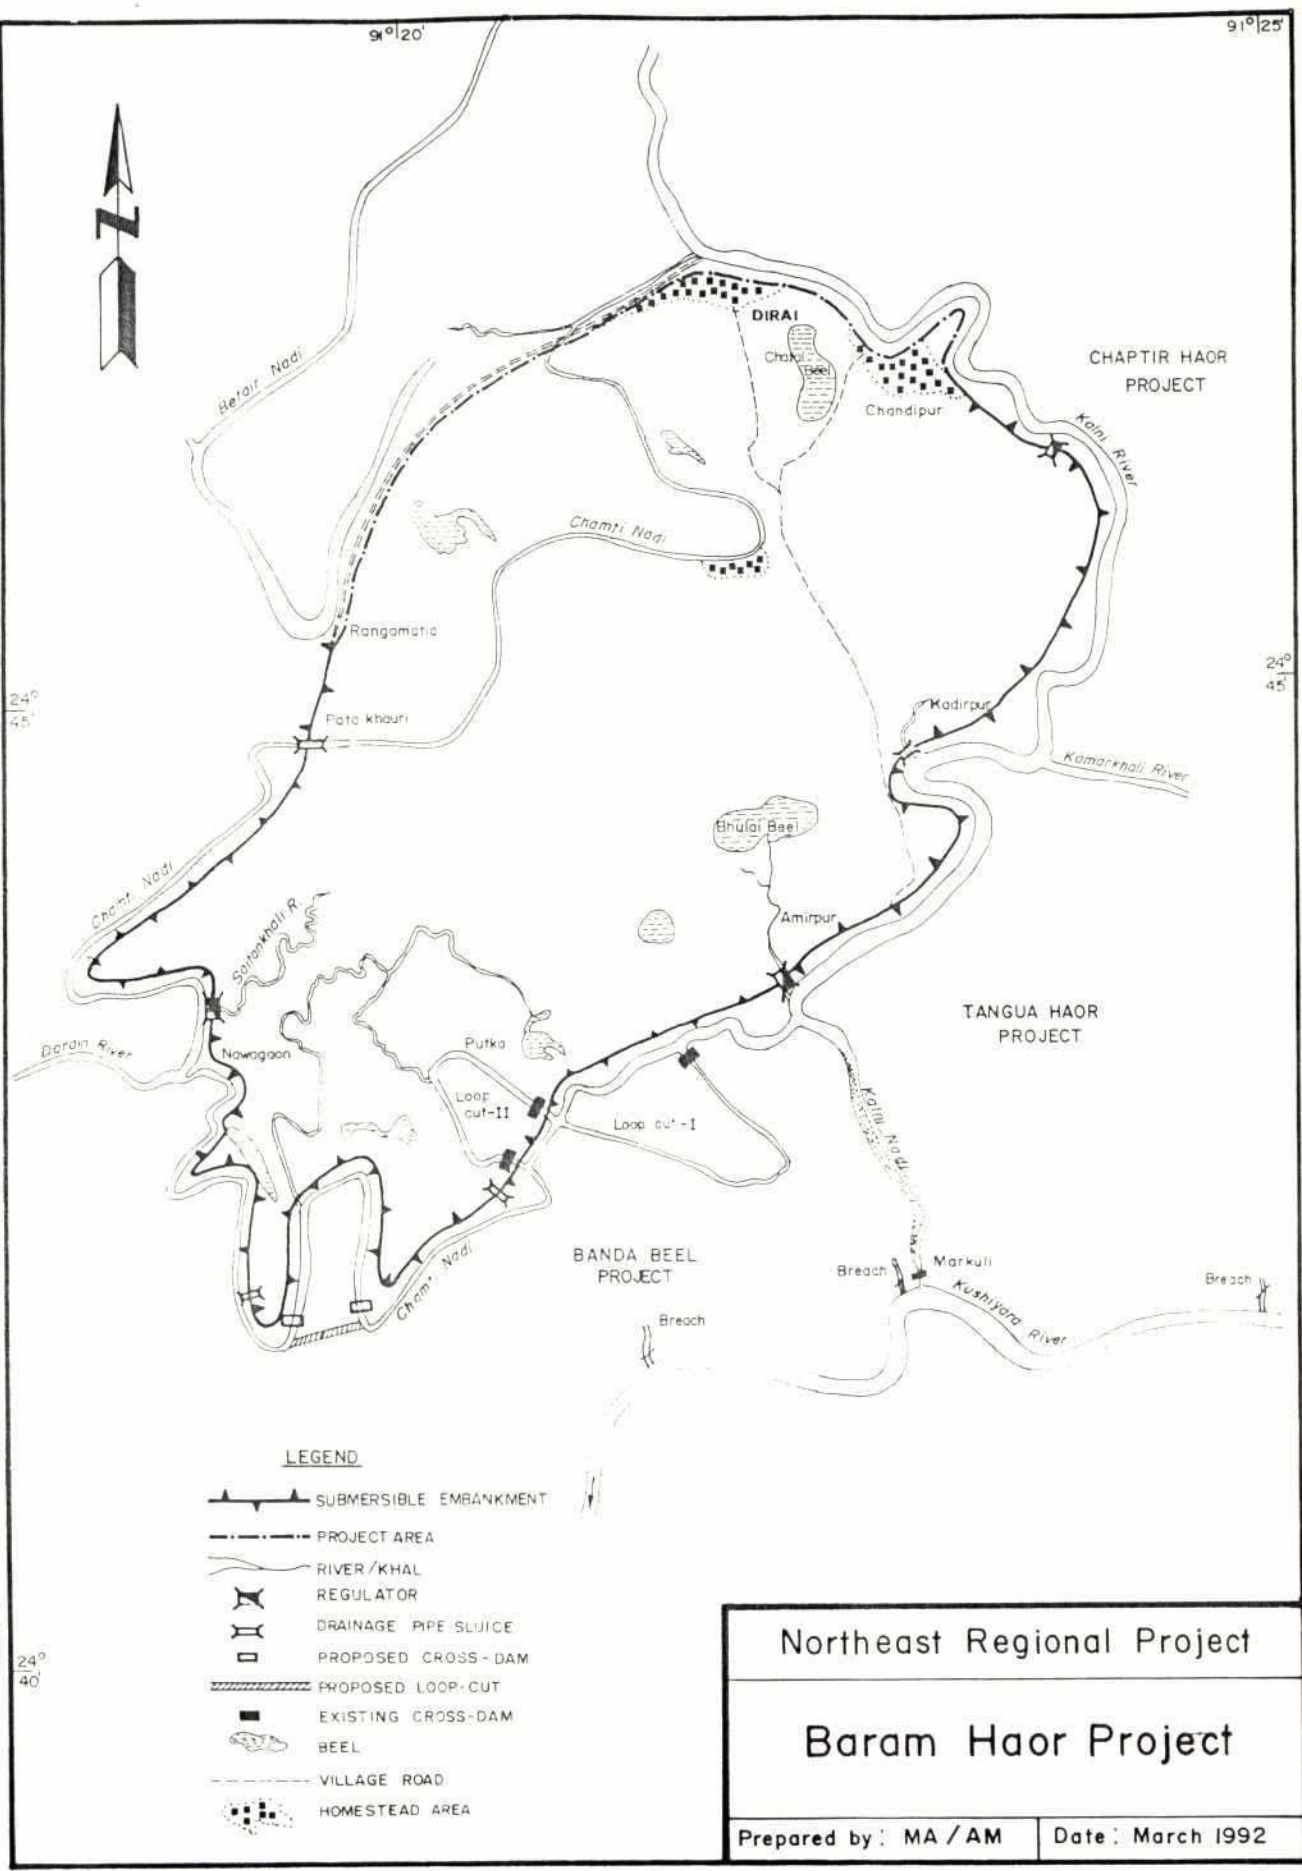 91° 20'
91° 25'
N
Betair Nadi
DIRAI
Chatal
Beel
Chandipur
CHAPTIR HAOR
PROJECT
Kalni River
Chamti Nadi
Rangamatia
24°
45'
24°
45'
Kadirpur
Kamarkhali River
Bhulai Beel
Amirpur
Chamti Nadi
TANGUA HAOR
PROJECT
Darain River
Nawagaon
Putka
Loop
cut-II
Loop cut-I
Kalni Nadi
BANDA BEEL
PROJECT
Chamti Nadi
Breach
Markuli
Kushiyara River
Breach
Breach
LEGEND
SUBMERSIBLE EMBANKMENT
PROJECT AREA
RIVER/KHAL
REGULATOR
DRAINAGE PIPE SLUICE
PROPOSED CROSS-DAM
PROPOSED LOOP-CUT
EXISTING CROSS-DAM
BEEL
VILLAGE ROAD
HOMESTEAD AREA
24°
40'
Northeast Regional Project
Baram Haor Project
Prepared by: MA/AM
Date: March 1992